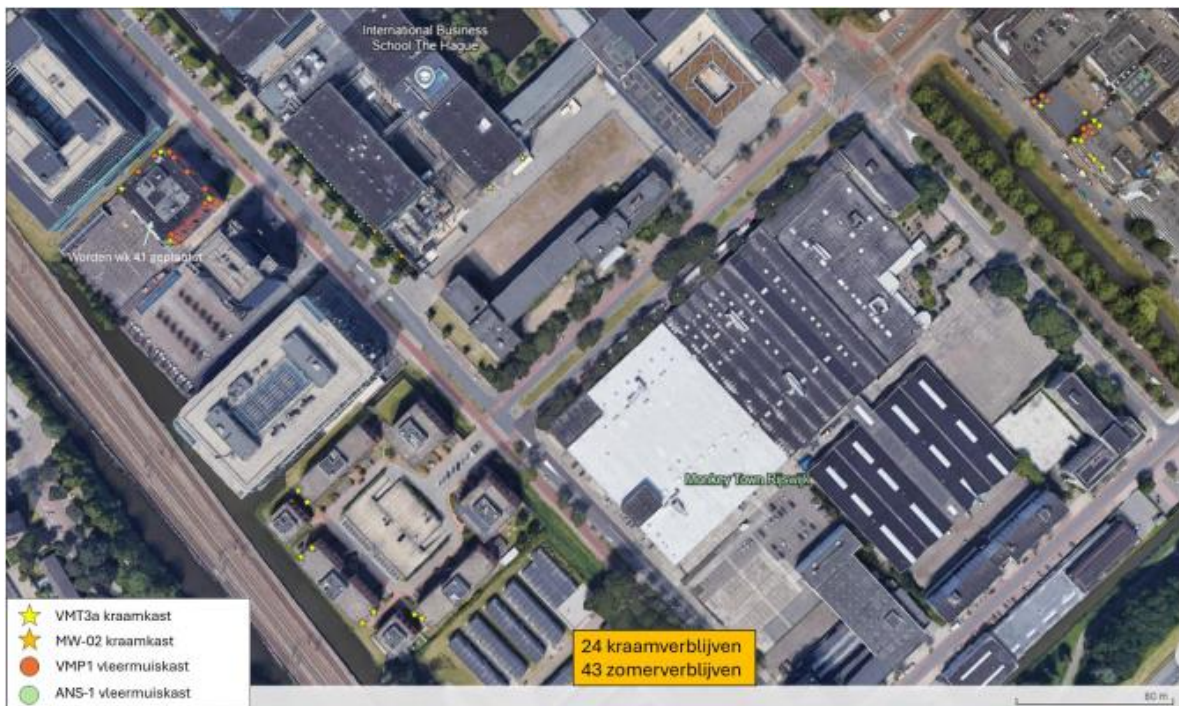 International Business
School The Hague
Worden wk 41 geplaatst
Monkey Town Rijswijk
VMT3a kraamkast
MW-02 kraamkast
VMP1 vleermuiskast
ANS-1 vleermuiskast
24 kraamverblijven
43 zomerverblijven
60 m